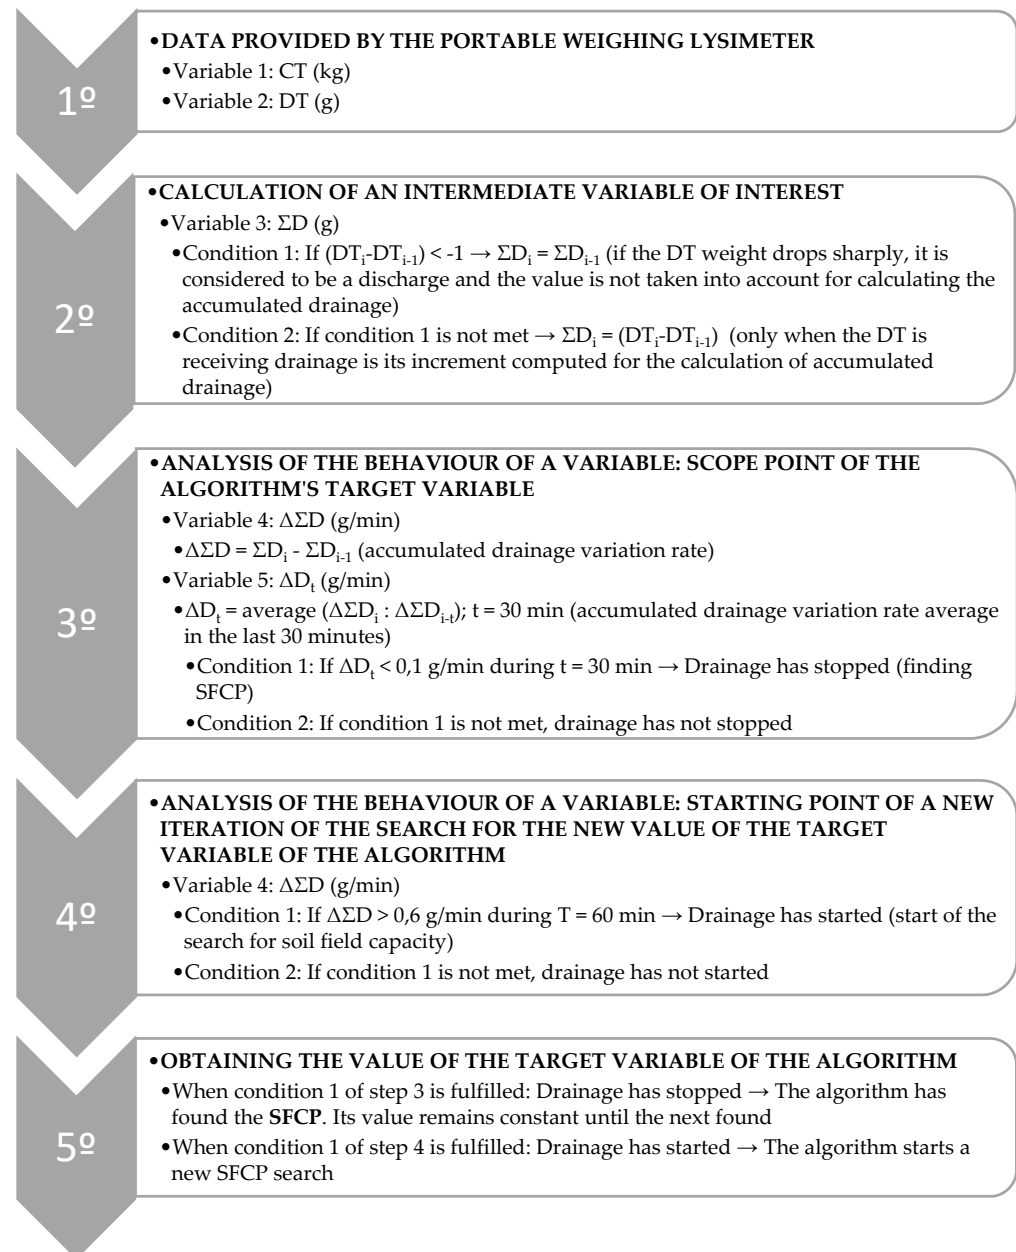 1º
•DATA PROVIDED BY THE PORTABLE WEIGHING LYSIMETER
•Variable 1: CT (kg)
•Variable 2: DT (g)
2º
•CALCULATION OF AN INTERMEDIATE VARIABLE OF INTEREST
•Variable 3: ΣD (g)
•Condition 1: If (DTi-DTi-1) < -1 → ΣDi = ΣDi-1 (if the DT weight drops sharply, it is
considered to be a discharge and the value is not taken into account for calculating the
accumulated drainage)
•Condition 2: If condition 1 is not met → ΣDi = (DTi-DTi-1) (only when the DT is
receiving drainage is its increment computed for the calculation of accumulated
drainage)
3º
•ANALYSIS OF THE BEHAVIOUR OF A VARIABLE: SCOPE POINT OF THE
ALGORITHM'S TARGET VARIABLE
•Variable 4: ΔΣD (g/min)
•ΔΣD = ΣDi - ΣDi-1 (accumulated drainage variation rate)
•Variable 5: ΔDt (g/min)
•ΔDt = average (ΔΣDi : ΔΣDi-t); t = 30 min (accumulated drainage variation rate average
in the last 30 minutes)
•Condition 1: If ΔDt < 0,1 g/min during t = 30 min → Drainage has stopped (finding
SFCP)
•Condition 2: If condition 1 is not met, drainage has not stopped
4º
•ANALYSIS OF THE BEHAVIOUR OF A VARIABLE: STARTING POINT OF A NEW
ITERATION OF THE SEARCH FOR THE NEW VALUE OF THE TARGET
VARIABLE OF THE ALGORITHM
•Variable 4: ΔΣD (g/min)
•Condition 1: If ΔΣD > 0,6 g/min during T = 60 min → Drainage has started (start of the
search for soil field capacity)
•Condition 2: If condition 1 is not met, drainage has not started
5º
•OBTAINING THE VALUE OF THE TARGET VARIABLE OF THE ALGORITHM
•When condition 1 of step 3 is fulfilled: Drainage has stopped → The algorithm has
found the SFCP. Its value remains constant until the next found
•When condition 1 of step 4 is fulfilled: Drainage has started → The algorithm starts a
new SFCP search